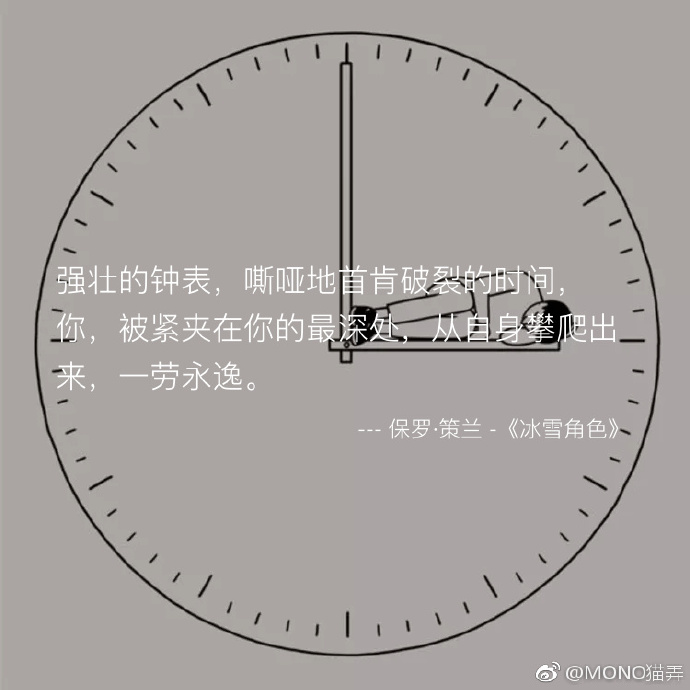 强壮的钟表，嘶哑地首肯破裂的时间，
你，被紧夹在你的最深处，从自身攀爬出
来，一劳永逸。
--- 保罗·策兰 -《冰雪角色》
@MONO猫弄